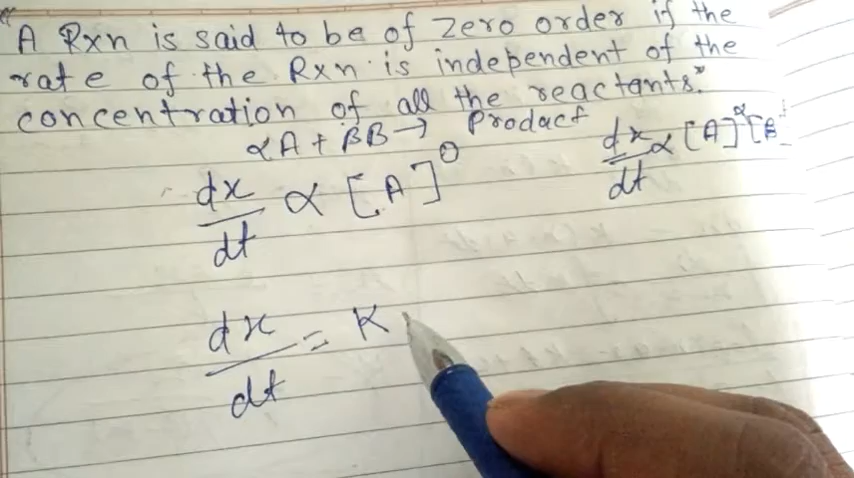 "A Rxn is said to be of zero order if the
rate of the Rxn is independent of the
concentration of all the reactants."
αA + βB → Product
dx/dt α [A]^α [B
dx/dt α [A]^0
dx/dt = K